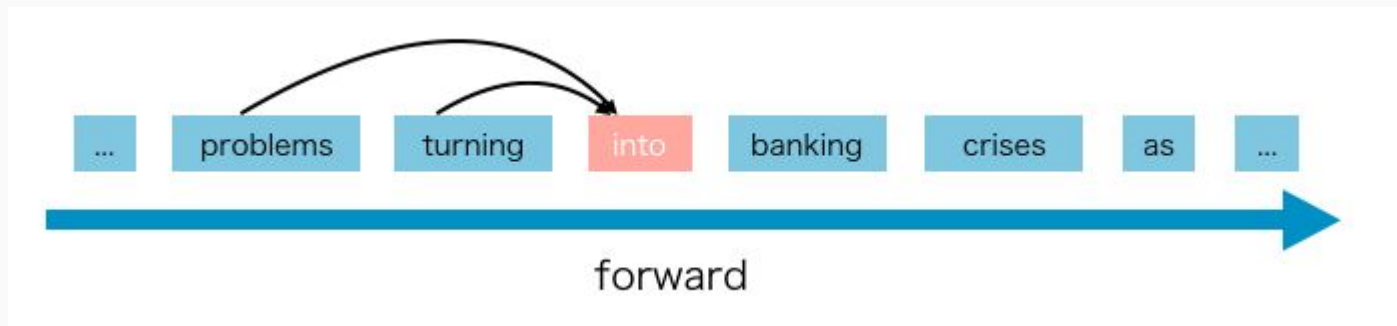 ... problems turning into banking crises as ...
forward